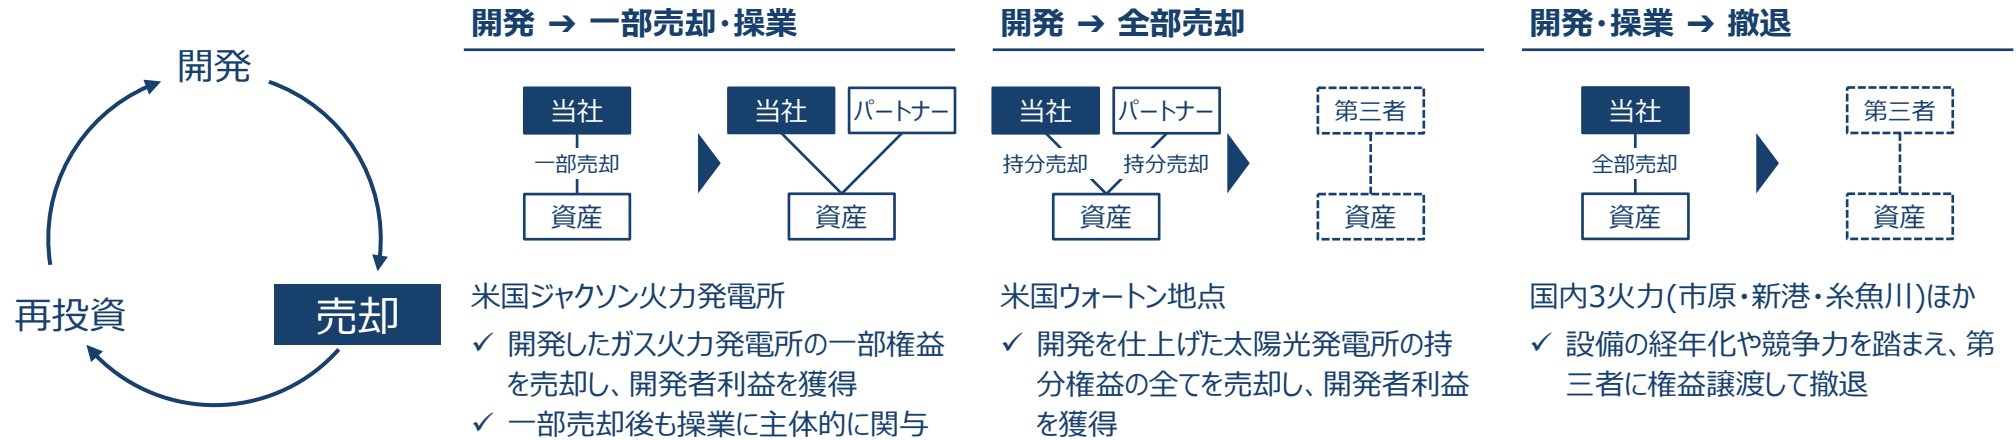 開発
売却
再投資
開発 ➔ 一部売却・操業
当社
一部売却
資産
当社
パートナー
資産
米国ジャクソン火力発電所
✓ 開発したガス火力発電所の一部権益
を売却し、開発者利益を獲得
✓ 一部売却後も操業に主体的に関与
開発 ➔ 全部売却
当社
パートナー
持分売却
持分売却
資産
第三者
資産
米国ウォートン地点
✓ 開発を仕上げた太陽光発電所の持
分権益の全てを売却し、開発者利益
を獲得
開発・操業 ➔ 撤退
当社
全部売却
資産
第三者
資産
国内3火力(市原・新港・糸魚川)ほか
✓ 設備の経年化や競争力を踏まえ、第
三者に権益譲渡して撤退